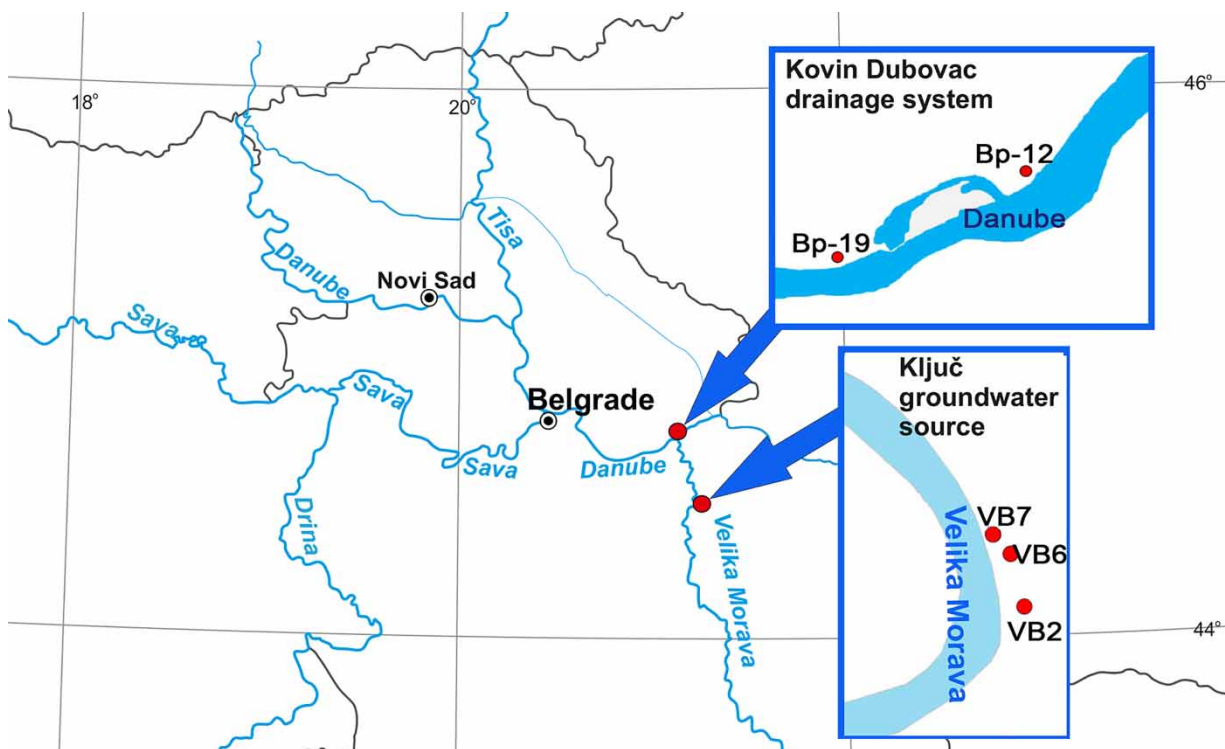 18°
20°
46°
44°
Kovin Dubovac
drainage system
Bp-12
Danube
Bp-19
Tisa
Danube
Novi Sad
Sava
Sava
Belgrade
Sava
Danube
Drina
Velika Morava
Ključ
groundwater
source
VB7
VB6
VB2
Velika Morava